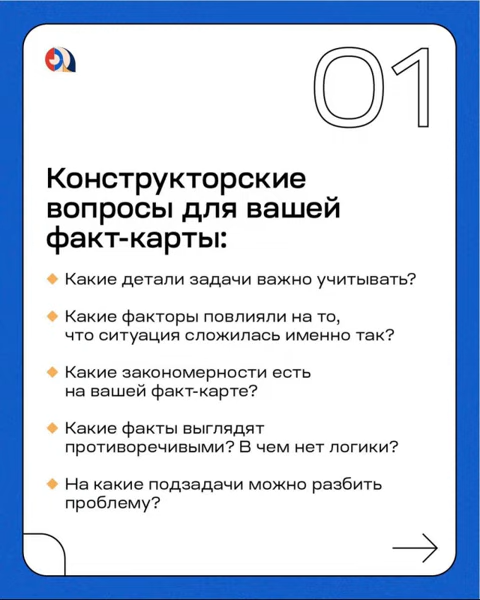 01
Конструкторские
вопросы для вашей
факт-карты:
Какие детали задачи важно учитывать?
Какие факторы повлияли на то,
что ситуация сложилась именно так?
Какие закономерности есть
на вашей факт-карте?
Какие факты выглядят
противоречивыми? В чем нет логики?
На какие подзадачи можно разбить
проблему?